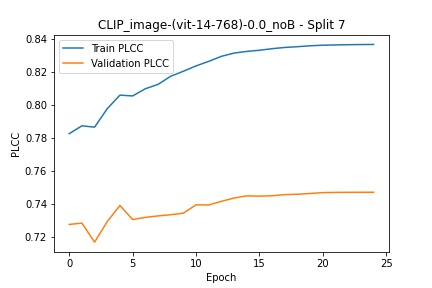 CLIP_image-(vit-14-768)-0.0_noB - Split 7
0.84
0.82
0.80
0.78
0.76
0.74
0.72
PLCC
Train PLCC
Validation PLCC
0 5 10 15 20 25
Epoch